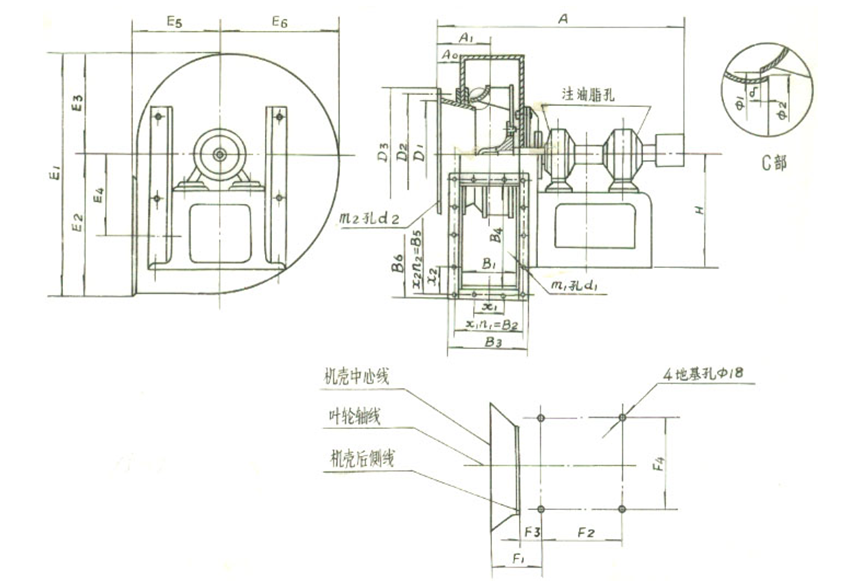 E5
E6
A
A1
A0
注油脂孔
Φ1
d
Φ2
C部
E3
E1
E4
E2
D3
D2
D1
H
m2孔d2
B6
x2n2=B5
x2
B4
B1
m1孔d1
x1
x1n1=B2
B3
机壳中心线
4地基孔Φ18
叶轮轴线
机壳后侧线
F4
F3
F2
F1